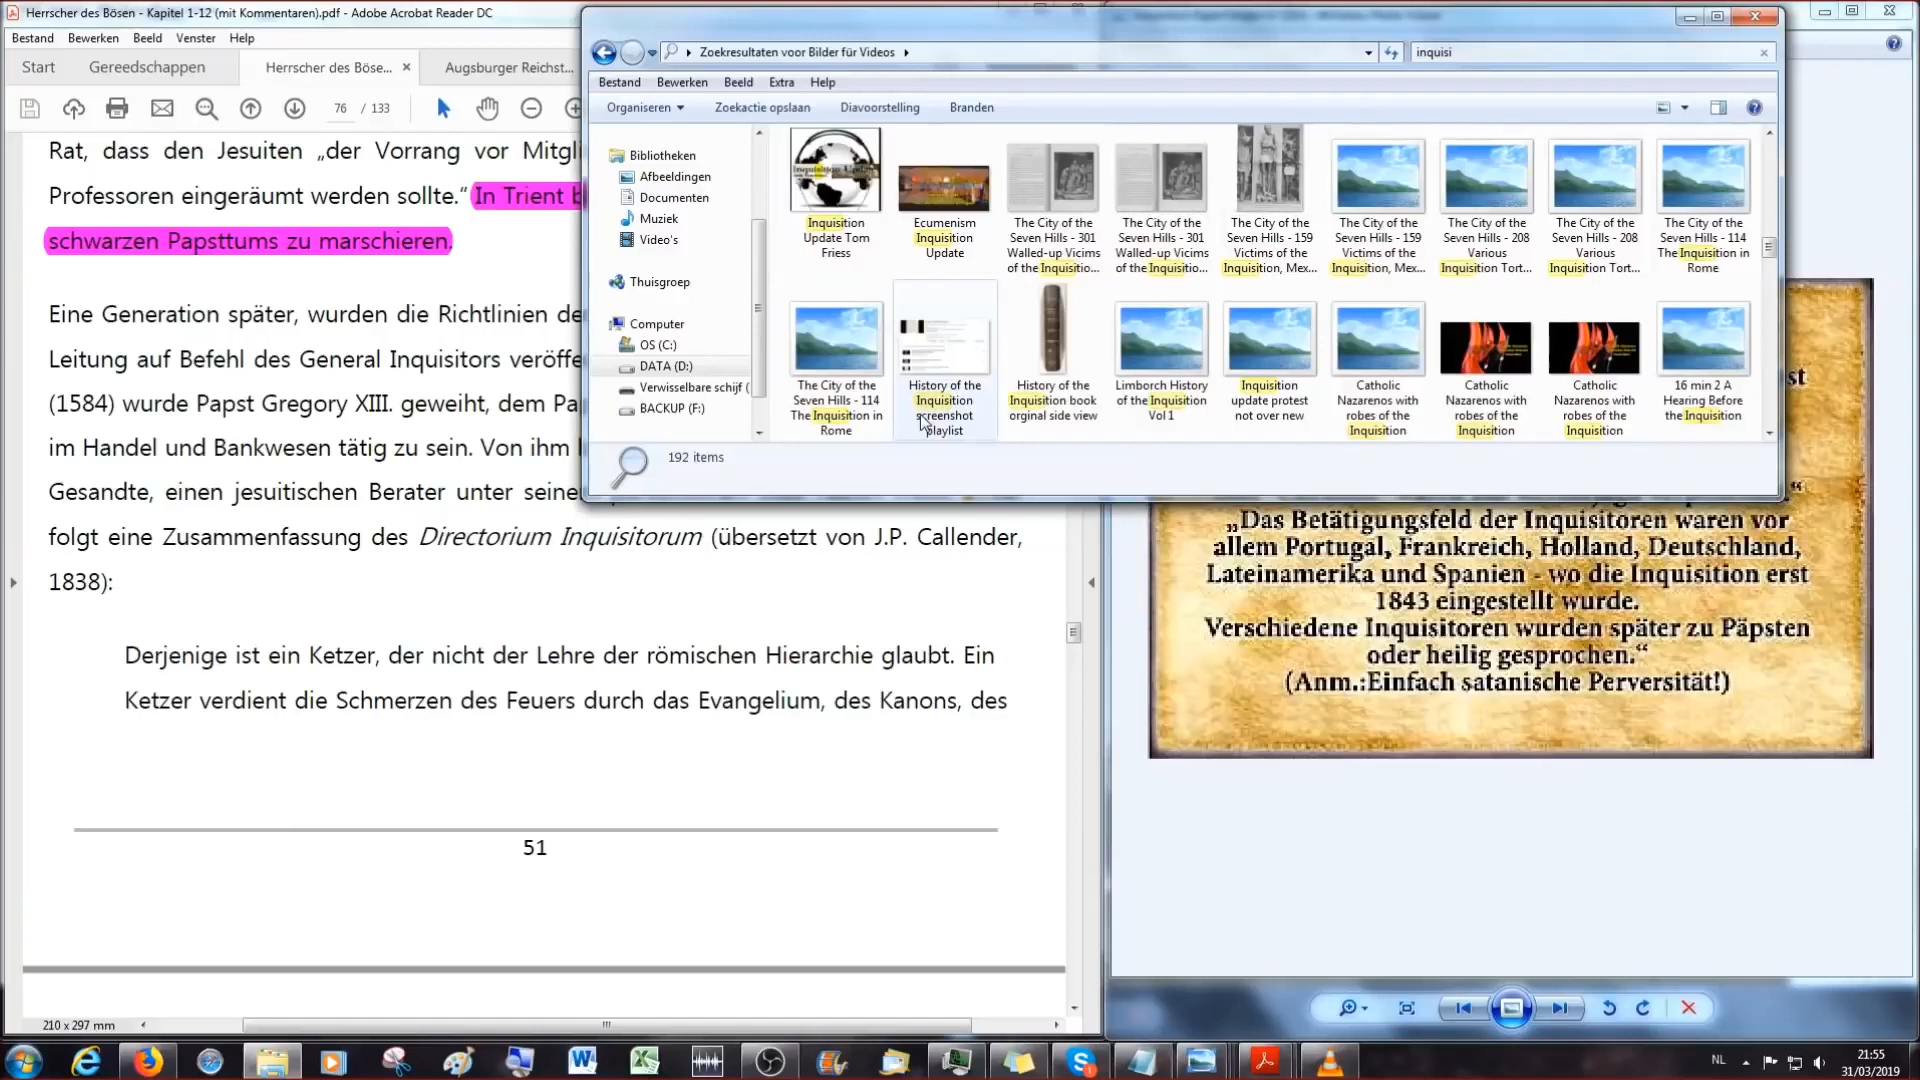 Herrscher des Bösen - Kapitel 1-12 (mit Kommentaren).pdf - Adobe Acrobat Reader DC
Bestand Bewerken Beeld Venster Help
Start Gereedschappen Herrscher des Böse... × Augsburger Reichst...
76 / 133
Rat, dass den Jesuiten „der Vorrang vor Mitgli
Professoren eingeräumt werden sollte.“ In Trient b
schwarzen Papsttums zu marschieren.
Eine Generation später, wurden die Richtlinien de
Leitung auf Befehl des General Inquisitors veröffe
(1584) wurde Papst Gregory XIII. geweiht, dem Pa
im Handel und Bankwesen tätig zu sein. Von ihm
Gesandte, einen jesuitischen Berater unter seine
folgt eine Zusammenfassung des Directorium Inquisitorum (übersetzt von J.P. Callender,
1838):
Derjenige ist ein Ketzer, der nicht der Lehre der römischen Hierarchie glaubt. Ein
Ketzer verdient die Schmerzen des Feuers durch das Evangelium, des Kanons, des
51
210 x 297 mm
Zoekresultaten voor Bilder für Videos
inquisi
Bestand Bewerken Beeld Extra Help
Organiseren Zoekactie opslaan Diavoorstelling Branden
Bibliotheken
Afbeeldingen
Documenten
Muziek
Video's
Thuisgroep
Computer
OS (C:)
DATA (D:)
Verwisselbare schijf (
BACKUP (F:)
Inquisition Update Tom Friess
Ecumenism Inquisition Update
The City of the Seven Hills - 301 Walled-up Vicims of the Inquisitio...
The City of the Seven Hills - 301 Walled-up Vicims of the Inquisitio...
The City of the Seven Hills - 159 Victims of the Inquisition, Mex...
The City of the Seven Hills - 159 Victims of the Inquisition, Mex...
The City of the Seven Hills - 208 Various Inquisition Tort...
The City of the Seven Hills - 208 Various Inquisition Tort...
The City of the Seven Hills - 114 The Inquisition in Rome
The City of the Seven Hills - 114 The Inquisition in Rome
History of the Inquisition screenshot playlist
History of the Inquisition book orginal side view
Limborch History of the Inquisition Vol 1
Inquisition update protest not over new
Catholic Nazarenos with robes of the Inquisition
Catholic Nazarenos with robes of the Inquisition
Catholic Nazarenos with robes of the Inquisition
16 min 2 A Hearing Before the Inquisition
192 items
„Das Betätigungsfeld der Inquisitoren waren vor
allem Portugal, Frankreich, Holland, Deutschland,
Lateinamerika und Spanien - wo die Inquisition erst
1843 eingestellt wurde.
Verschiedene Inquisitoren wurden später zu Päpsten
oder heilig gesprochen.“
(Anm.:Einfach satanische Perversität!)
NL
21:55
31/03/2019